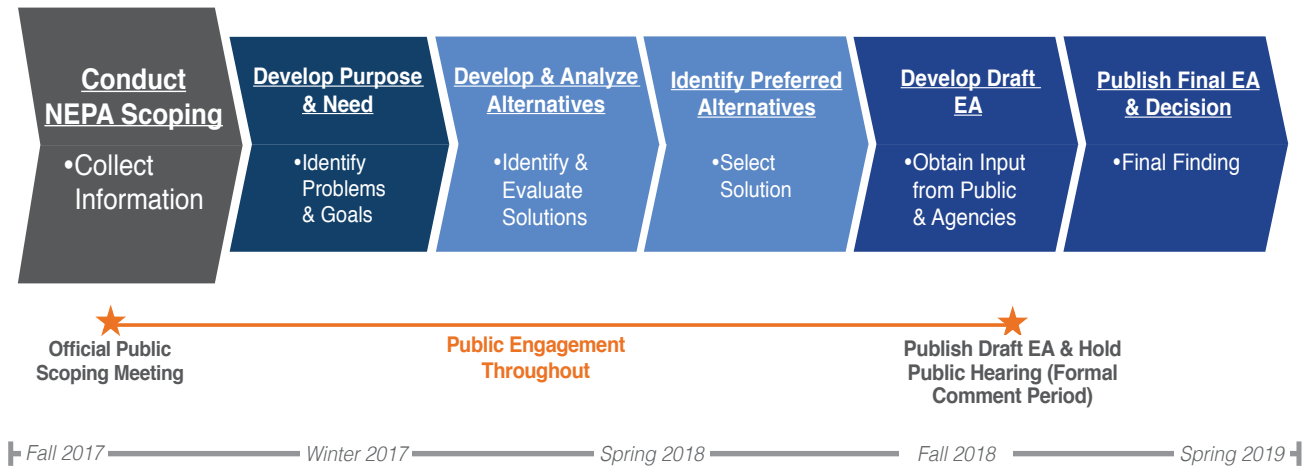 Conduct
NEPA Scoping
•Collect
Information
Develop Purpose
& Need
•Identify
Problems
& Goals
Develop & Analyze
Alternatives
•Identify &
Evaluate
Solutions
Identify Preferred
Alternatives
•Select
Solution
Develop Draft
EA
•Obtain Input
from Public
& Agencies
Publish Final EA
& Decision
•Final Finding
Official Public
Scoping Meeting
Public Engagement
Throughout
Publish Draft EA & Hold
Public Hearing (Formal
Comment Period)
Fall 2017
Winter 2017
Spring 2018
Fall 2018
Spring 2019